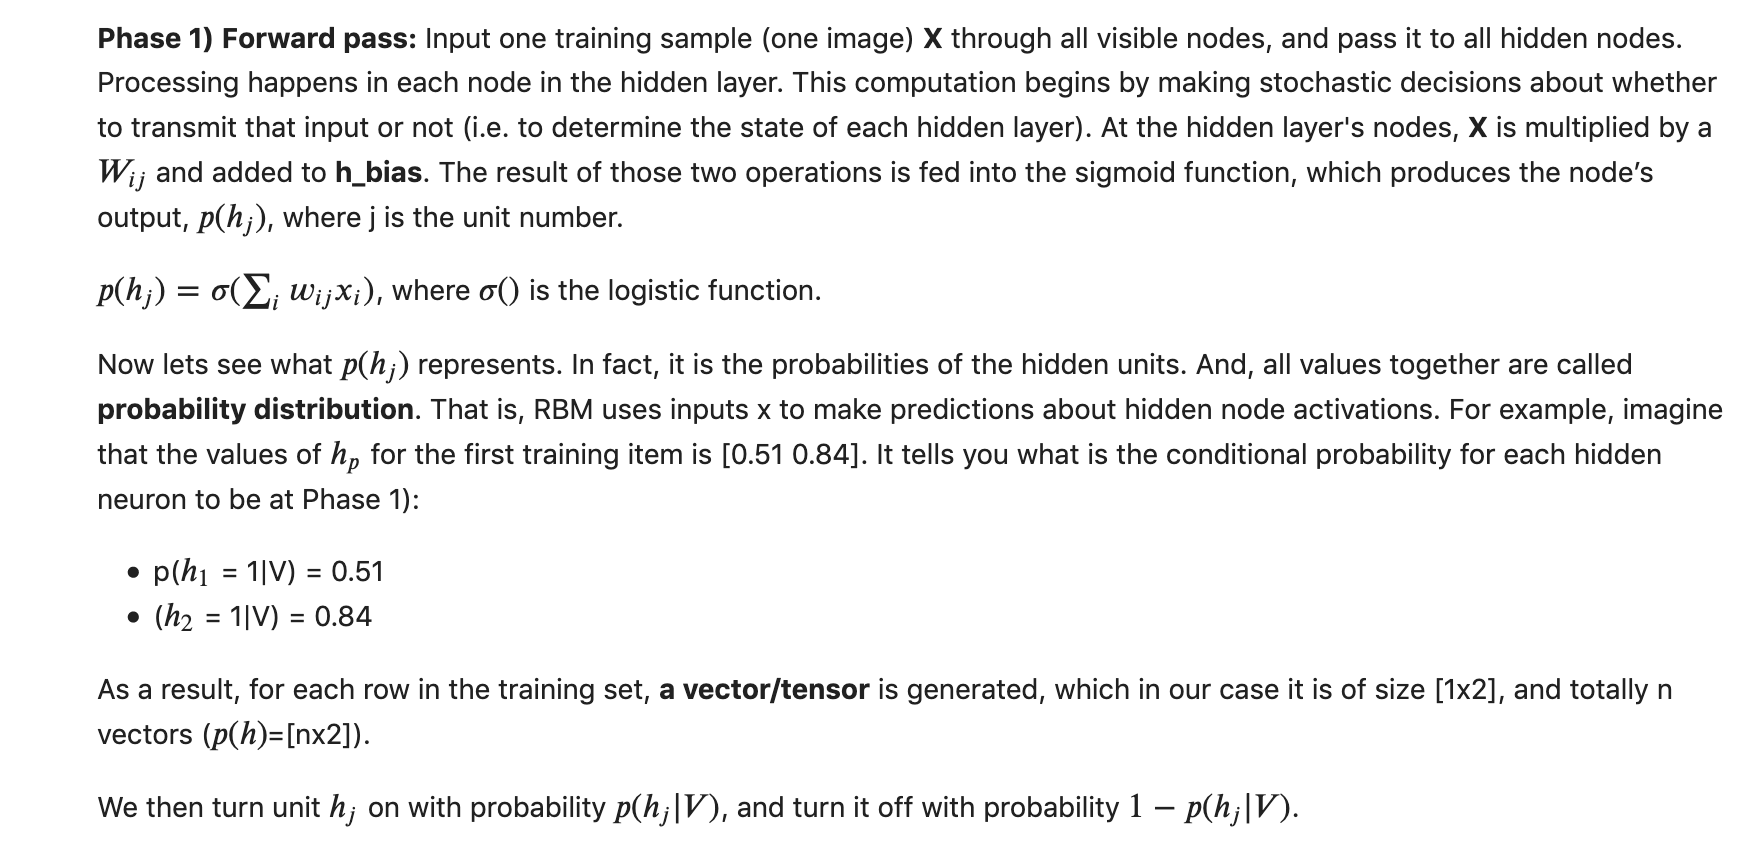 Phase 1) Forward pass: Input one training sample (one image) X through all visible nodes, and pass it to all hidden nodes.
Processing happens in each node in the hidden layer. This computation begins by making stochastic decisions about whether
to transmit that input or not (i.e. to determine the state of each hidden layer). At the hidden layer's nodes, X is multiplied by a
W_{ij} and added to h_bias. The result of those two operations is fed into the sigmoid function, which produces the node’s
output, p(h_j), where j is the unit number.
p(h_j) = σ(∑_i w_{ij}x_i), where σ() is the logistic function.
Now lets see what p(h_j) represents. In fact, it is the probabilities of the hidden units. And, all values together are called
probability distribution. That is, RBM uses inputs x to make predictions about hidden node activations. For example, imagine
that the values of h_p for the first training item is [0.51 0.84]. It tells you what is the conditional probability for each hidden
neuron to be at Phase 1):
• p(h_1 = 1|V) = 0.51
• (h_2 = 1|V) = 0.84
As a result, for each row in the training set, a vector/tensor is generated, which in our case it is of size [1x2], and totally n
vectors (p(h)=[nx2]).
We then turn unit h_j on with probability p(h_j|V), and turn it off with probability 1 − p(h_j|V).